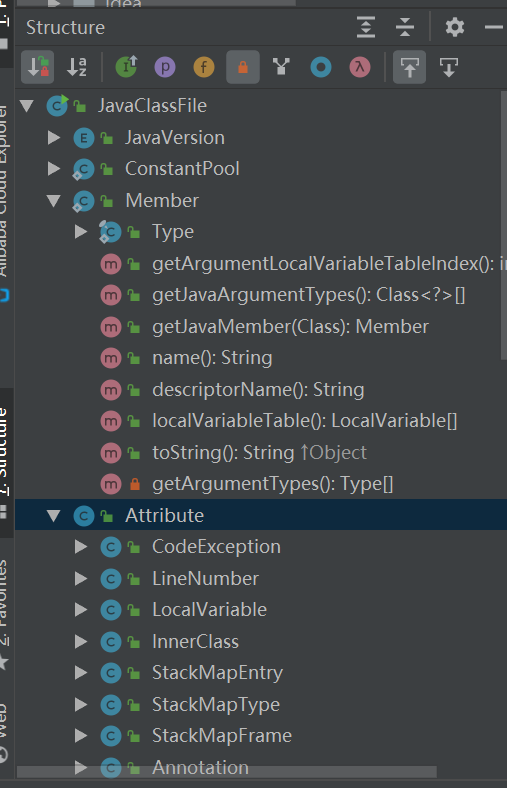 Idea
Structure
JavaClassFile
JavaVersion
ConstantPool
Member
Type
getArgumentLocalVariableTableIndex():
getJavaArgumentTypes(): Class<?>[]
getJavaMember(Class): Member
name(): String
descriptorName(): String
localVariableTable(): LocalVariable[]
toString(): String ↑Object
getArgumentTypes(): Type[]
Attribute
CodeException
LineNumber
LocalVariable
InnerClass
StackMapEntry
StackMapType
StackMapFrame
Annotation
Alibaba Cloud Explorer
7: Structure
2: Favorites
Web